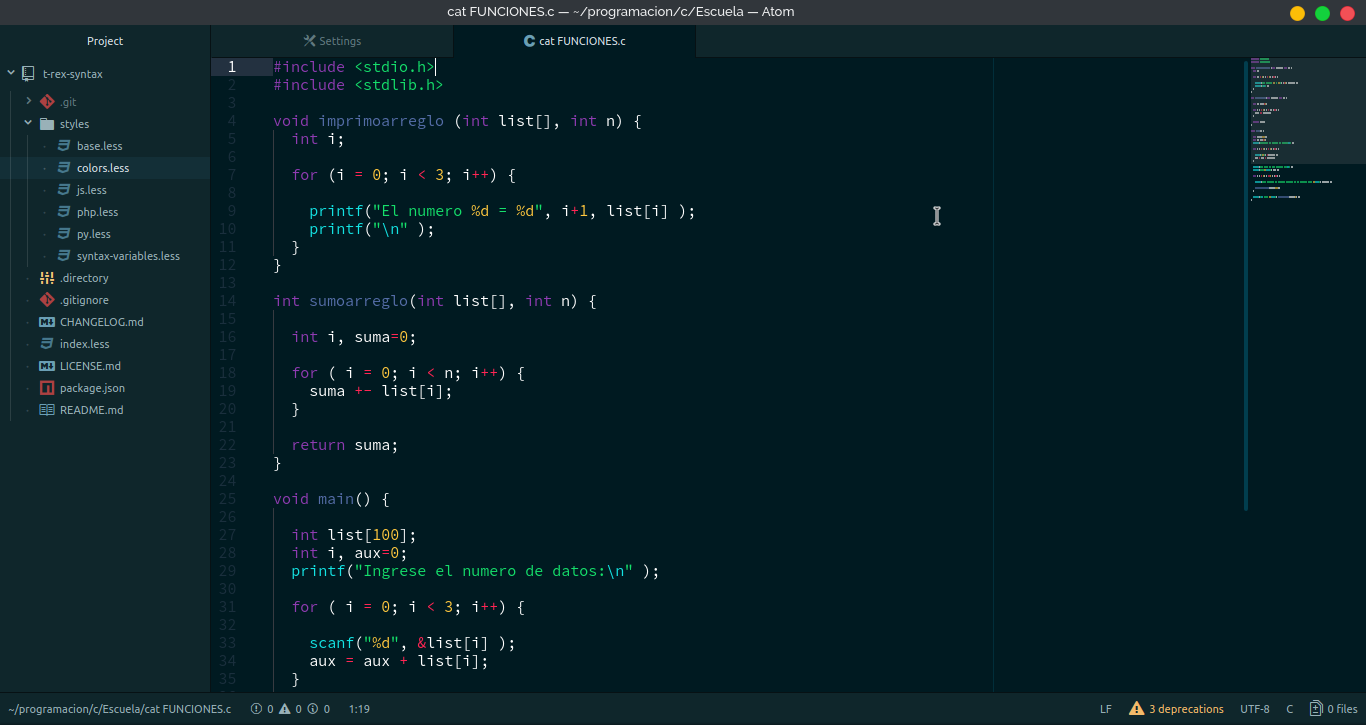 cat FUNCIONES.c — ~/programacion/c/Escuela — Atom
Project
Settings
cat FUNCIONES.c
t-rex-syntax
.git
styles
base.less
colors.less
js.less
php.less
py.less
syntax-variables.less
.directory
.gitignore
CHANGELOG.md
index.less
LICENSE.md
package.json
README.md
1 #include <stdio.h>
2 #include <stdlib.h>
3
4 void imprimoarreglo (int list[], int n) {
5 int i;
6
7 for (i = 0; i < 3; i++) {
8
9 printf("El numero %d = %d", i+1, list[i] );
10 printf("\n" );
11 }
12 }
13
14 int sumoarreglo(int list[], int n) {
15
16 int i, suma=0;
17
18 for ( i = 0; i < n; i++) {
19 suma +- list[i];
20 }
21
22 return suma;
23 }
24
25 void main() {
26
27 int list[100];
28 int i, aux=0;
29 printf("Ingrese el numero de datos:\n" );
30
31 for ( i = 0; i < 3; i++) {
32
33 scanf("%d", &list[i] );
34 aux = aux + list[i];
35 }
~/programacion/c/Escuela/cat FUNCIONES.c 0 0 0 1:19 LF 3 deprecations UTF-8 C 0 files